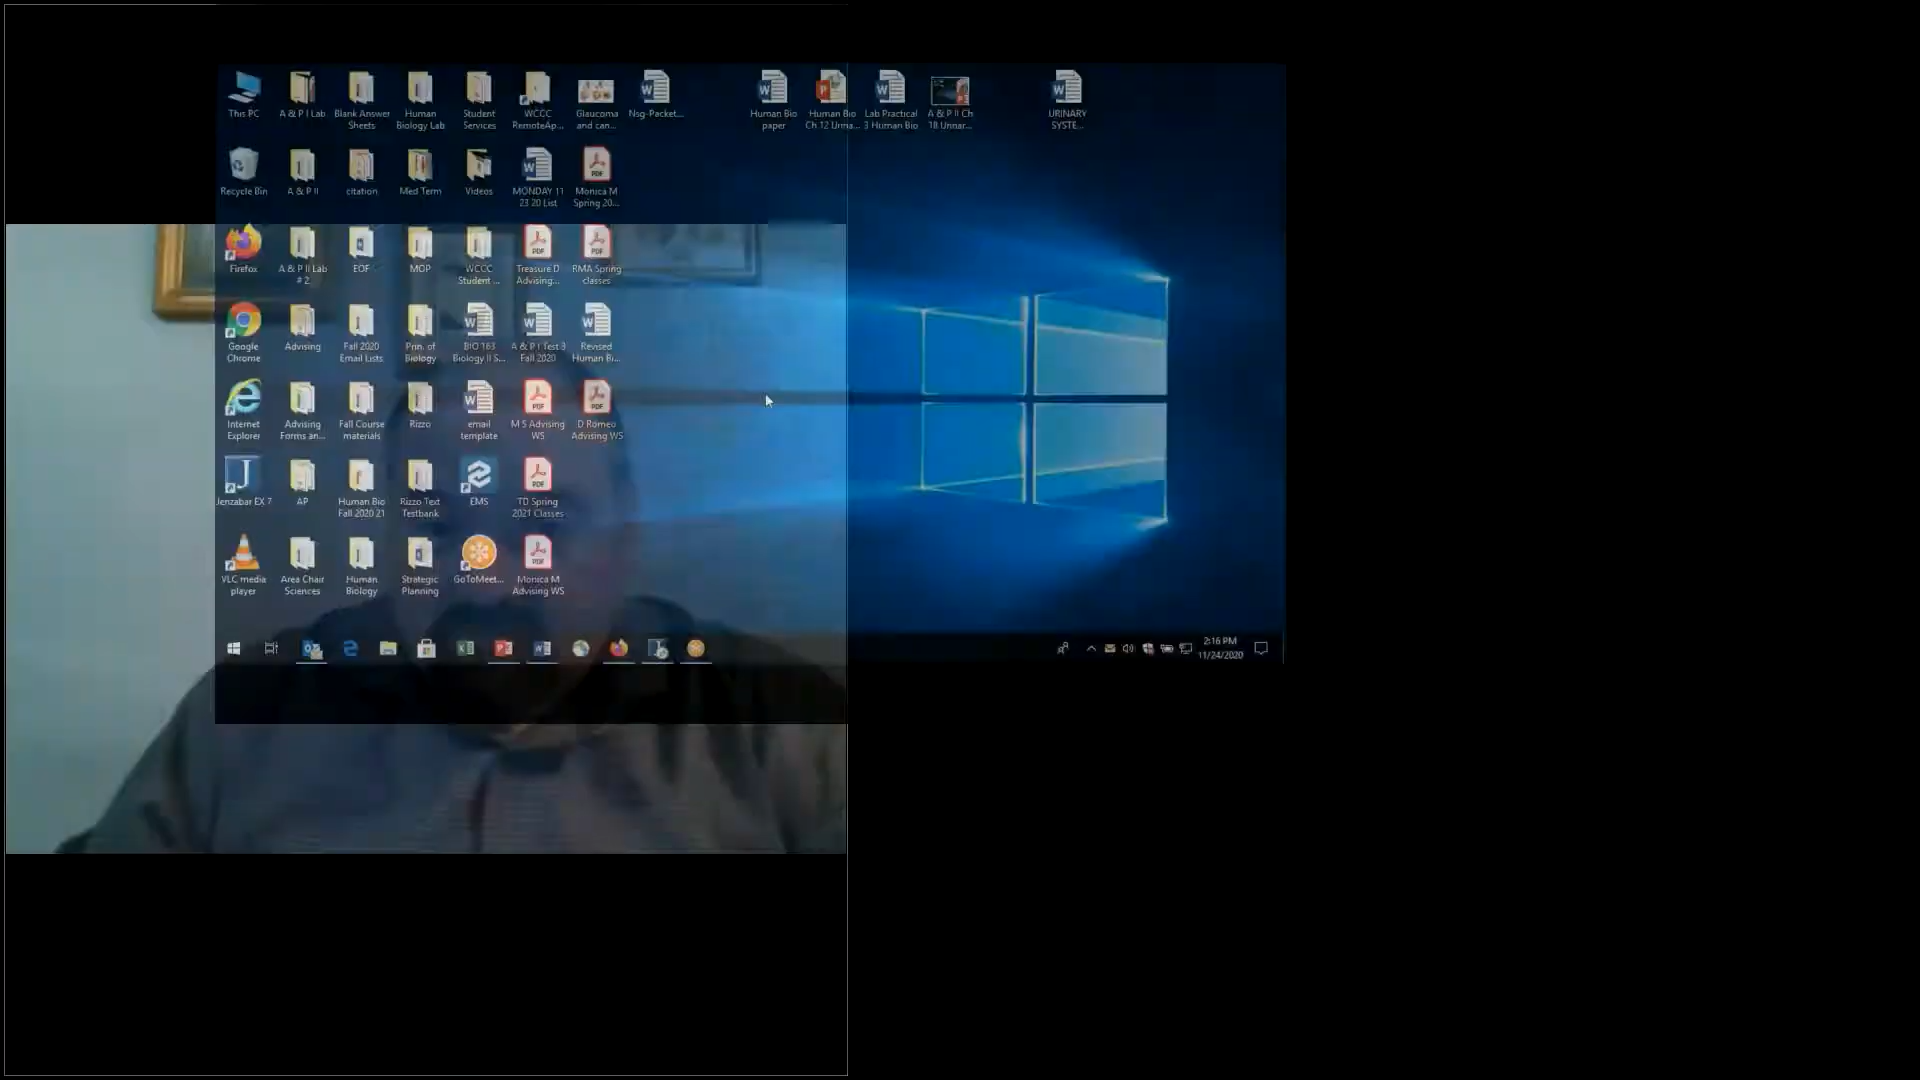 This PC
A & P I Lab
Blank Answer
Sheets
Human
Biology Lab
Student
Services
WCCC
RemoteAp...
Glaucoma
and can...
Nsg-Packet...
Human Bio
paper
Human Bio
Ch 12 Urina...
Lab Practical
3 Human Bio
A & P II Ch
18 Urinar...
URINARY
SYSTE...
Recycle Bin
A & P II
citation
Med Term
Videos
MONDAY 11
23 20 List
Monica M
Spring 20...
Firefox
A & P II Lab
# 2
EOF
MOP
WCCC
Student ...
Treasure D
Advising...
RMA Spring
classes
Google
Chrome
Advising
Fall 2020
Email Lists
Prin. of
Biology
BIO 163
Biology II S...
A & P I Test 3
Fall 2020
Revised
Human Bi...
Internet
Explorer
Advising
Forms an...
Fall Course
materials
Rizzo
email
template
M S Advising
WS
D Romeo
Advising WS
Jenzabar EX 7
AP
Human Bio
Fall 2020 21
Rizzo Text
Testbank
EMS
TD Spring
2021 Classes
VLC media
player
Area Chair
Sciences
Human
Biology
Strategic
Planning
GoToMeet...
Monica M
Advising WS
2:16 PM
11/24/2020